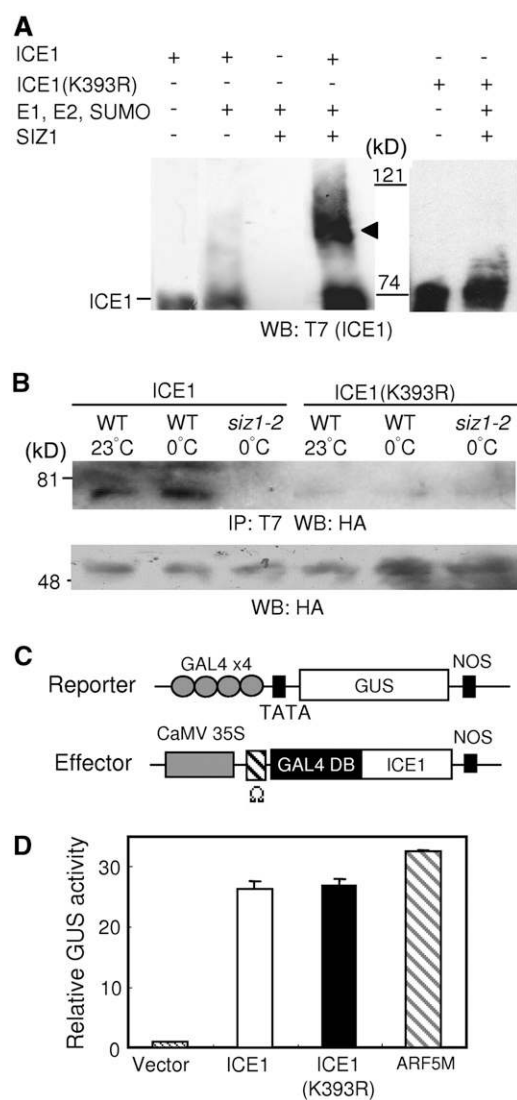 A
ICE1 + + - + - -
ICE1(K393R) - - - - + +
E1, E2, SUMO - + + + - +
SIZ1 - - + + - +
(kD)
121
74
ICE1
WB: T7 (ICE1)
B
ICE1 ICE1(K393R)
WT WT siz1-2 WT WT siz1-2
(kD) 23°C 0°C 0°C 23°C 0°C 0°C
81
IP: T7 WB: HA
48
WB: HA
C
GAL4 x4 NOS
Reporter GUS
TATA
CaMV 35S NOS
Effector GAL4 DB ICE1
Ω
D
Relative GUS activity
30
20
10
0
Vector ICE1 ICE1 ARF5M
(K393R)